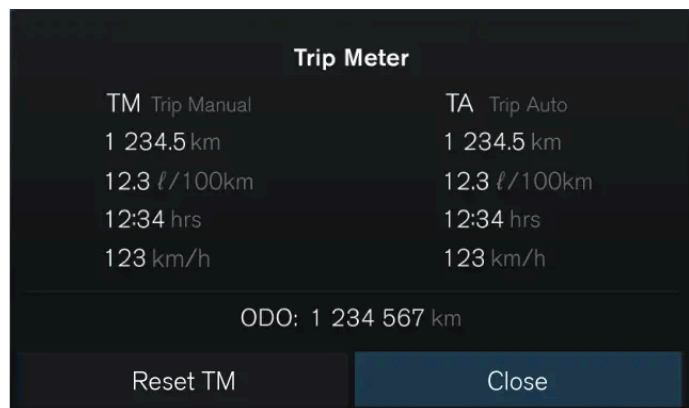 Trip Meter
TM Trip Manual TA Trip Auto
1 234.5 km 1 234.5 km
12.3 ℓ/100km 12.3 ℓ/100km
12:34 hrs 12:34 hrs
123 km/h 123 km/h
ODO: 1 234 567 km
Reset TM Close